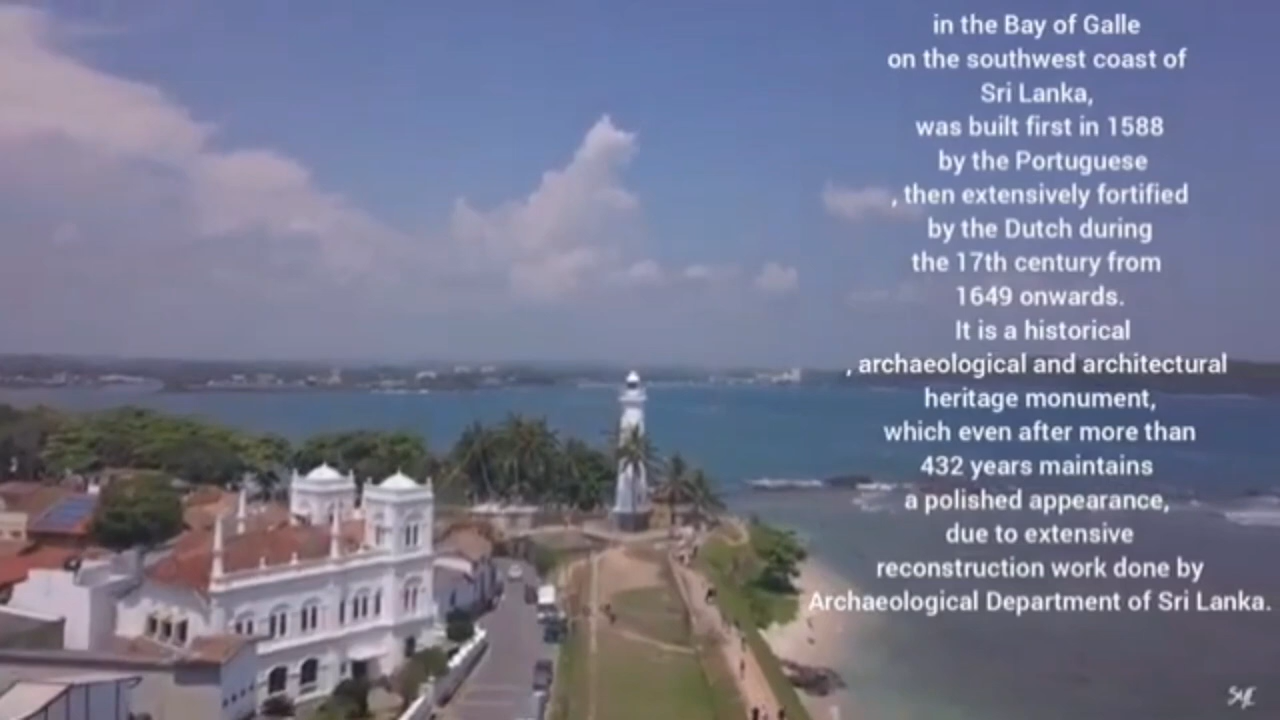 in the Bay of Galle
on the southwest coast of
Sri Lanka,
was built first in 1588
by the Portuguese
, then extensively fortified
by the Dutch during
the 17th century from
1649 onwards.
It is a historical
, archaeological and architectural
heritage monument,
which even after more than
432 years maintains
a polished appearance,
due to extensive
reconstruction work done by
Archaeological Department of Sri Lanka.